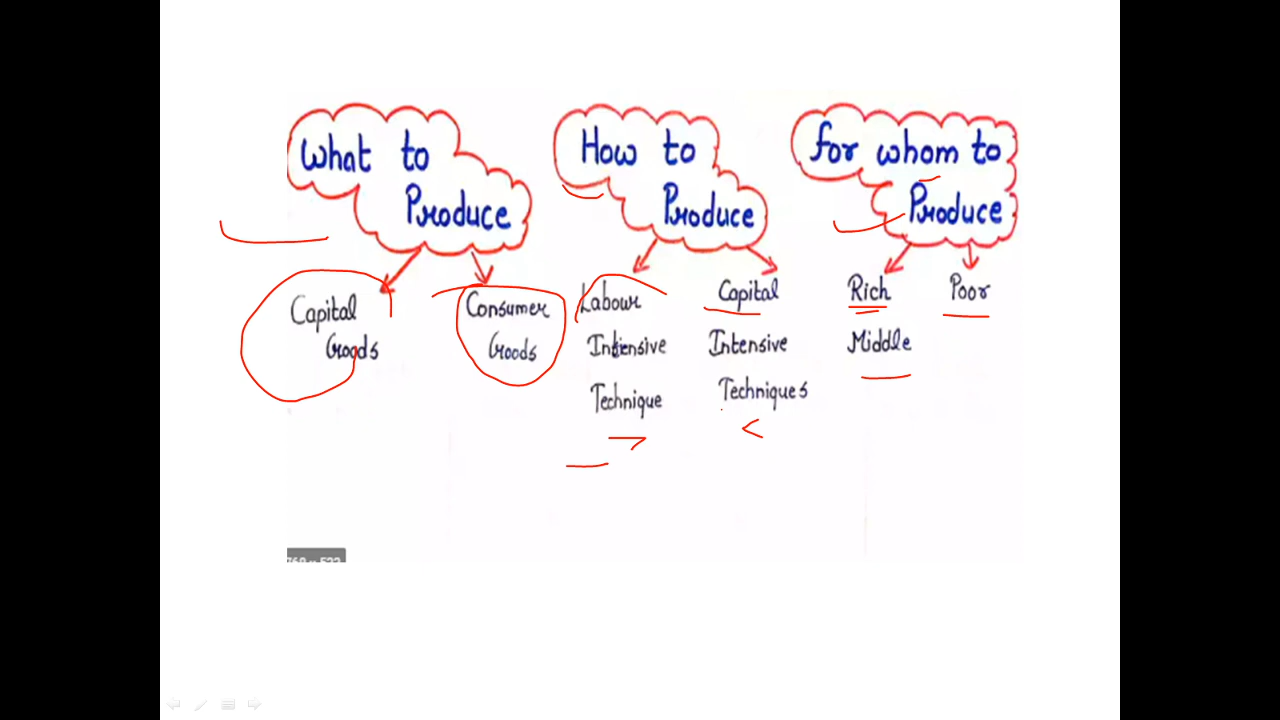 What to
Produce
Capital
Goods
Consumer
Goods
How to
Produce
Labour
Intensive
Technique
Capital
Intensive
Techniques
for whom to
Produce
Rich
Middle
Poor